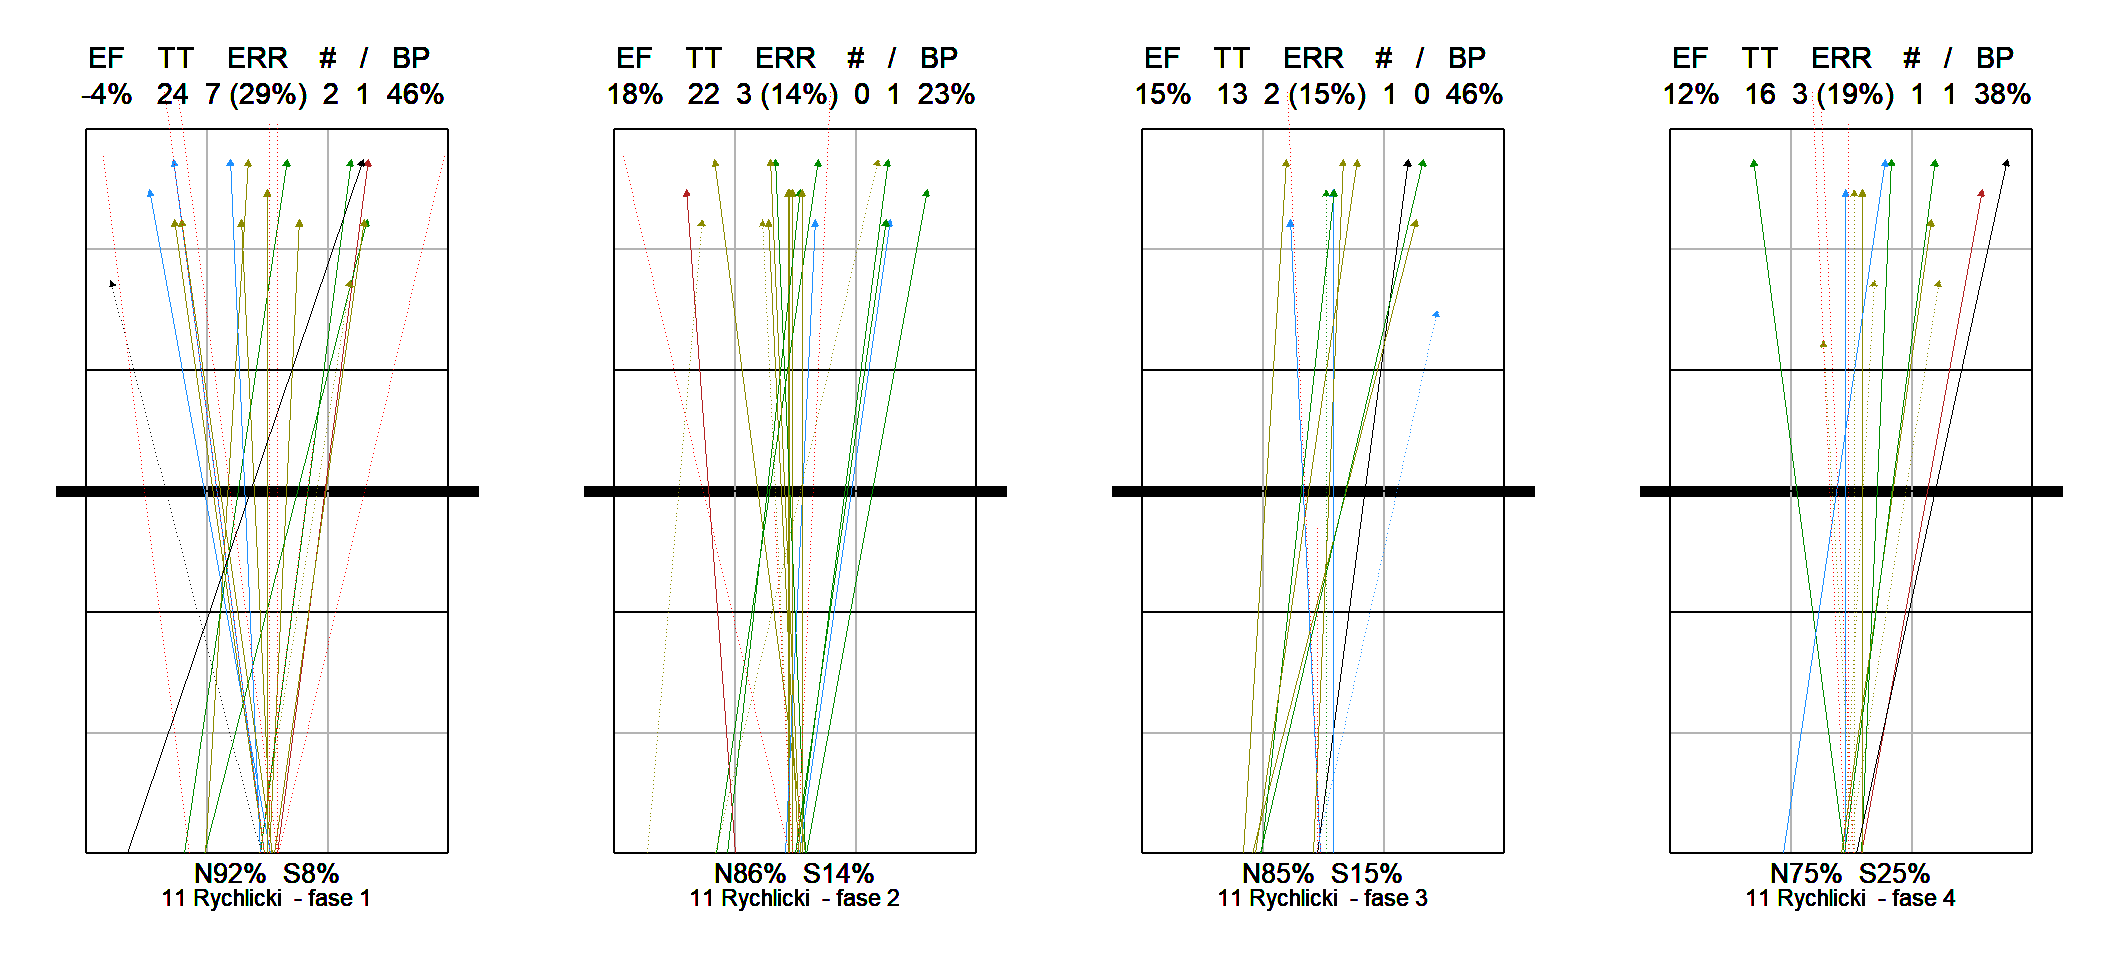 EF TT ERR # / BP
-4% 24 7 (29%) 2 1 46%
N92% S8%
11 Rychlicki - fase 1
EF TT ERR # / BP
18% 22 3 (14%) 0 1 23%
N86% S14%
11 Rychlicki - fase 2
EF TT ERR # / BP
15% 13 2 (15%) 1 0 46%
N85% S15%
11 Rychlicki - fase 3
EF TT ERR # / BP
12% 16 3 (19%) 1 1 38%
N75% S25%
11 Rychlicki - fase 4